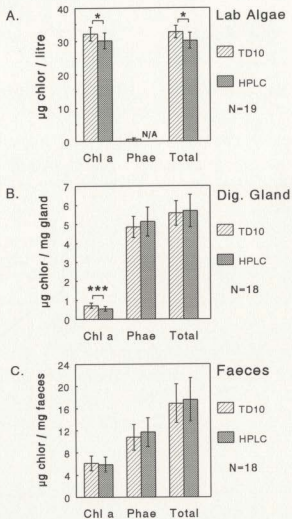 A.
Lab Algae
µg chlor / litre
40
30
20
10
0
*
*
N/A
TD10
HPLC
N=19
Chl a Phae Total
B.
Dig. Gland
µg chlor / mg gland
7
6
5
4
3
2
1
0
***
TD10
HPLC
N=18
Chl a Phae Total
C.
Faeces
µg chlor / mg faeces
24
20
16
12
8
4
0
TD10
HPLC
N=18
Chl a Phae Total